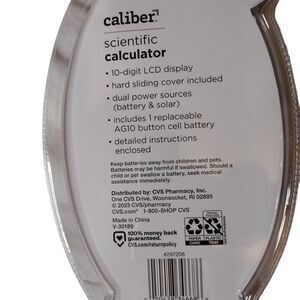 caliber.
scientific
calculator
• 10-digit LCD display
• hard sliding cover included
• dual power sources
(battery & solar)
• includes 1 replaceable
AG10 button cell battery
• detailed instructions
enclosed
Keep batteries away from children and pets.
Batteries may be harmful if swallowed. Should a
child or pet swallow a battery, seek medical
assistance immediately.
Distributed by: CVS Pharmacy, Inc.
One CVS Drive, Woonsocket, RI 02895
© 2023 CVS/pharmacy
CVS.com® 1-800-SHOP CVS
Made in China
V-30189
100% money back
guaranteed.
CVS.com/returnpolicy
PAPER
CARD
PLASTIC
TRAY
#297208